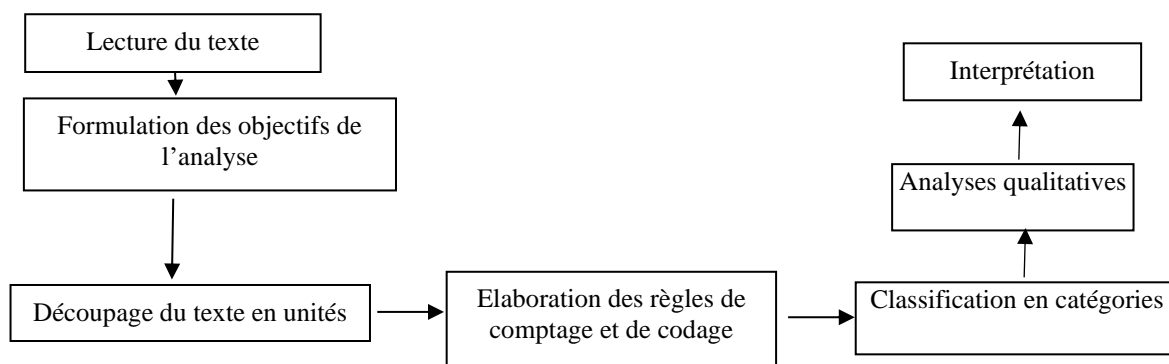 Lecture du texte
Formulation des objectifs de
l’analyse
Découpage du texte en unités
Elaboration des règles de
comptage et de codage
Classification en catégories
Analyses qualitatives
Interprétation